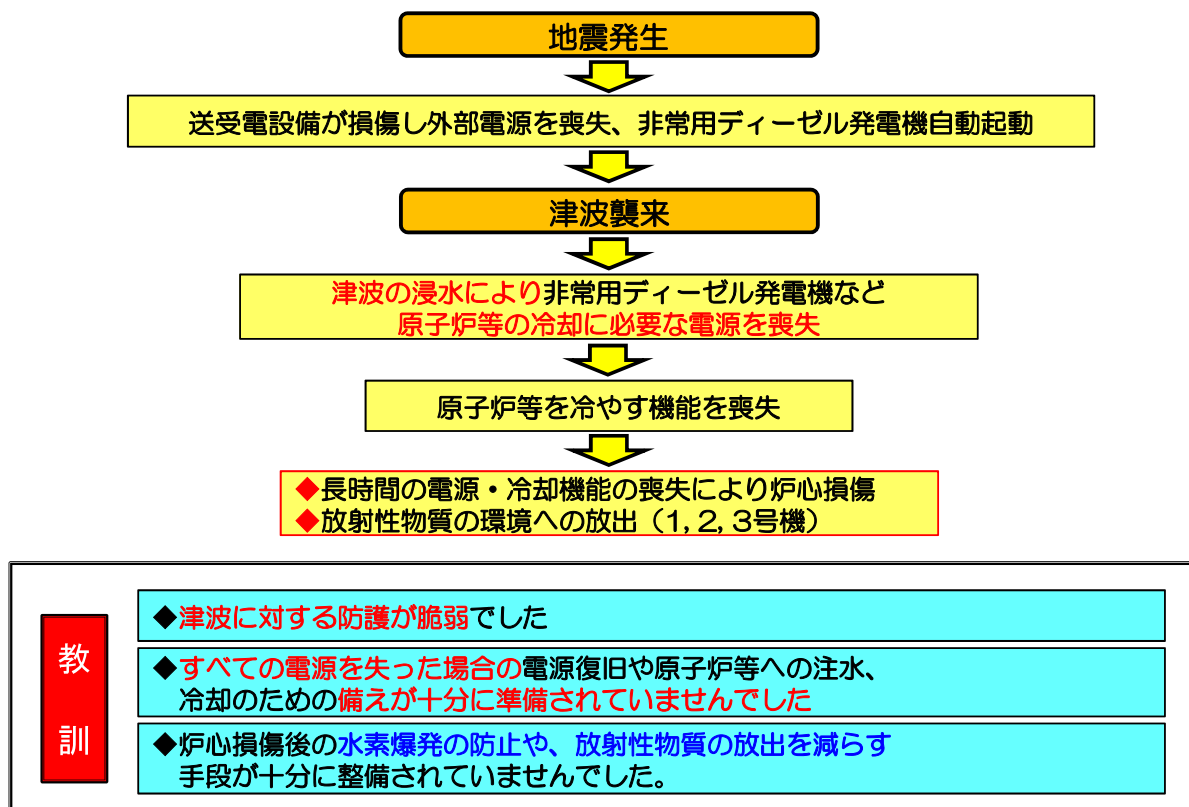 地震発生
送受電設備が損傷し外部電源を喪失、非常用ディーゼル発電機自動起動
津波襲来
津波の浸水により非常用ディーゼル発電機など
原子炉等の冷却に必要な電源を喪失
原子炉等を冷やす機能を喪失
◆長時間の電源・冷却機能の喪失により炉心損傷
◆放射性物質の環境への放出（1,2,3号機）
教訓
◆津波に対する防護が脆弱でした
◆すべての電源を失った場合の電源復旧や原子炉等への注水、
冷却のための備えが十分に準備されていませんでした
◆炉心損傷後の水素爆発の防止や、放射性物質の放出を減らす
手段が十分に整備されていませんでした。